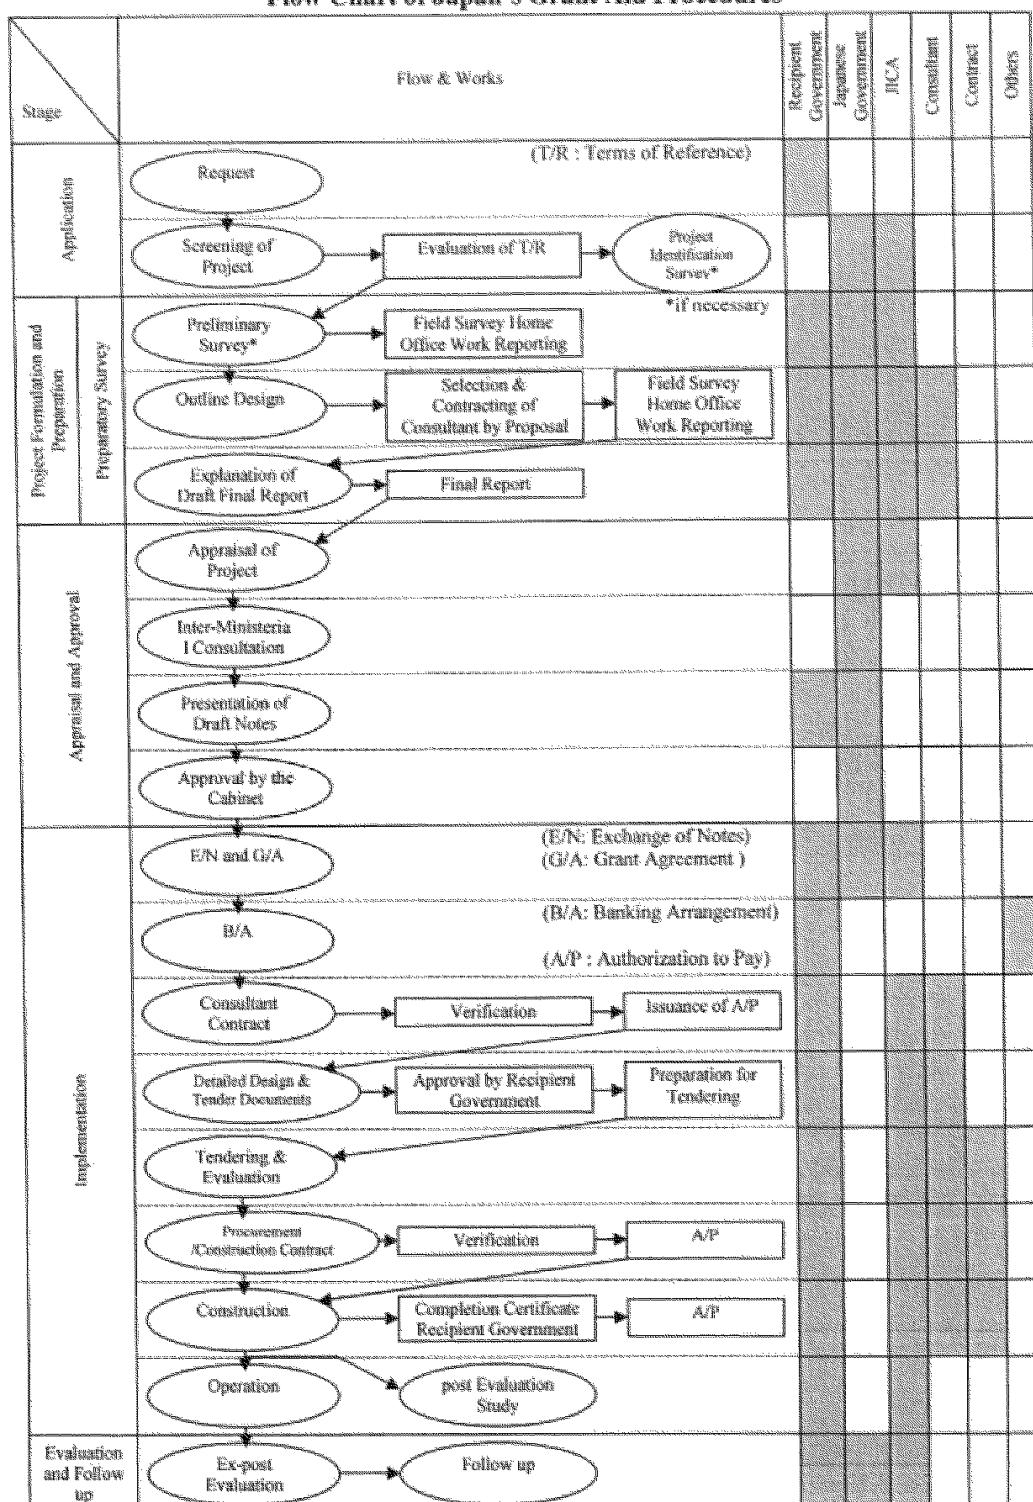 Flow Chart of Japan's Grant Aid Procedures
Stage
Flow & Works
Recipient
Government
Japanese
Government
JICA
Consultant
Contract
Others
Application
Request
(T/R : Terms of Reference)
Screening of
Project
Evaluation of T/R
Project
Identification
Survey*
*if necessary
Project Formulation and
Preparation
Preparatory Survey
Preliminary
Survey*
Field Survey Home
Office Work Reporting
Outline Design
Selection &
Contracting of
Consultant by Proposal
Field Survey
Home Office
Work Reporting
Explanation of
Draft Final Report
Final Report
Appraisal and Approval
Appraisal of
Project
Inter-Ministeria
l Consultation
Presentation of
Draft Notes
Approval by the
Cabinet
Implementation
E/N and G/A
(E/N: Exchange of Notes)
(G/A: Grant Agreement )
B/A
(B/A: Banking Arrangement)
(A/P : Authorization to Pay)
Consultant
Contract
Verification
Issuance of A/P
Detailed Design &
Tender Documents
Approval by Recipient
Government
Preparation for
Tendering
Tendering &
Evaluation
Procurement
/Construction Contract
Verification
A/P
Construction
Completion Certificate
Recipient Government
A/P
Operation
post Evaluation
Study
Evaluation
and Follow
up
Ex-post
Evaluation
Follow up